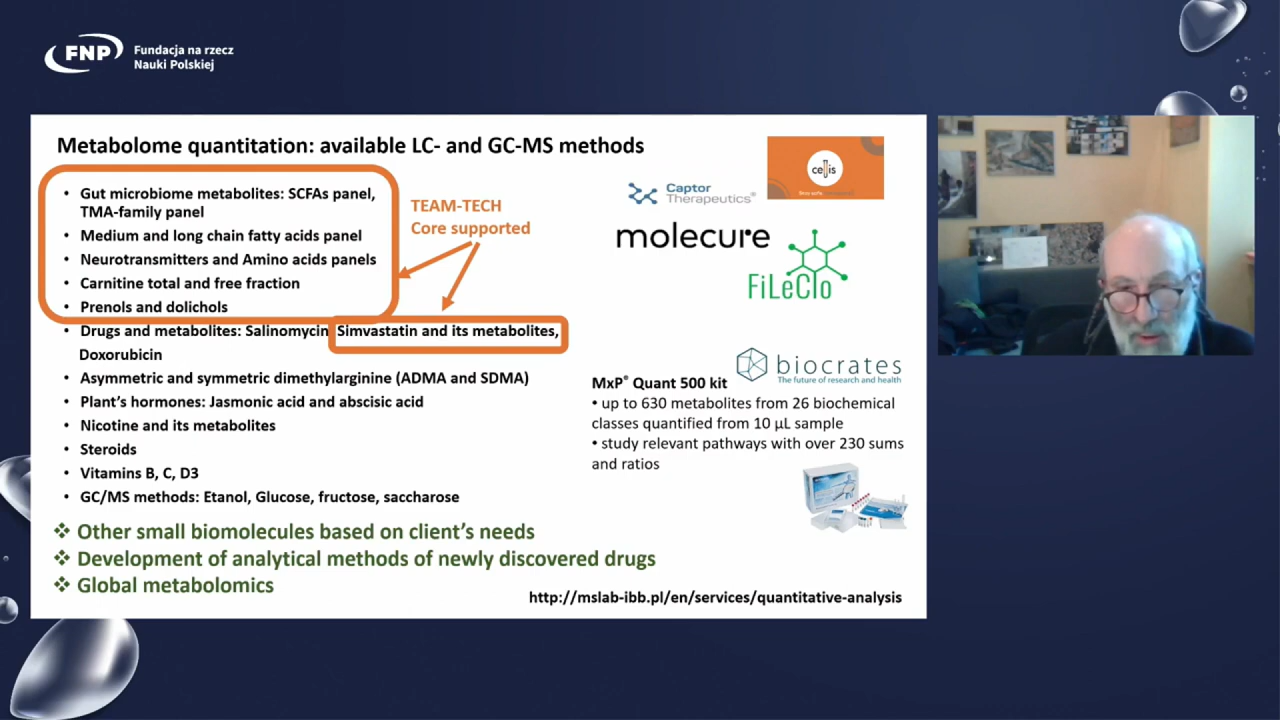 FNP
Fundacja na rzecz
Nauki Polskiej
Metabolome quantitation: available LC- and GC-MS methods
• Gut microbiome metabolites: SCFAs panel,
TMA-family panel
• Medium and long chain fatty acids panel
• Neurotransmitters and Amino acids panels
• Carnitine total and free fraction
• Prenols and dolichols
• Drugs and metabolites: Salinomycin Simvastatin and its metabolites,
Doxorubicin
• Asymmetric and symmetric dimethylarginine (ADMA and SDMA)
• Plant's hormones: Jasmonic acid and abscisic acid
• Nicotine and its metabolites
• Steroids
• Vitamins B, C, D3
• GC/MS methods: Etanol, Glucose, fructose, saccharose
❖ Other small biomolecules based on client's needs
❖ Development of analytical methods of newly discovered drugs
❖ Global metabolomics
TEAM-TECH
Core supported
Captor
Therapeutics®
cellis
molecure
FiLeClo
biocrates
The future of research and health
MxP® Quant 500 kit
• up to 630 metabolites from 26 biochemical
classes quantified from 10 µL sample
• study relevant pathways with over 230 sums
and ratios
http://mslab-ibb.pl/en/services/quantitative-analysis